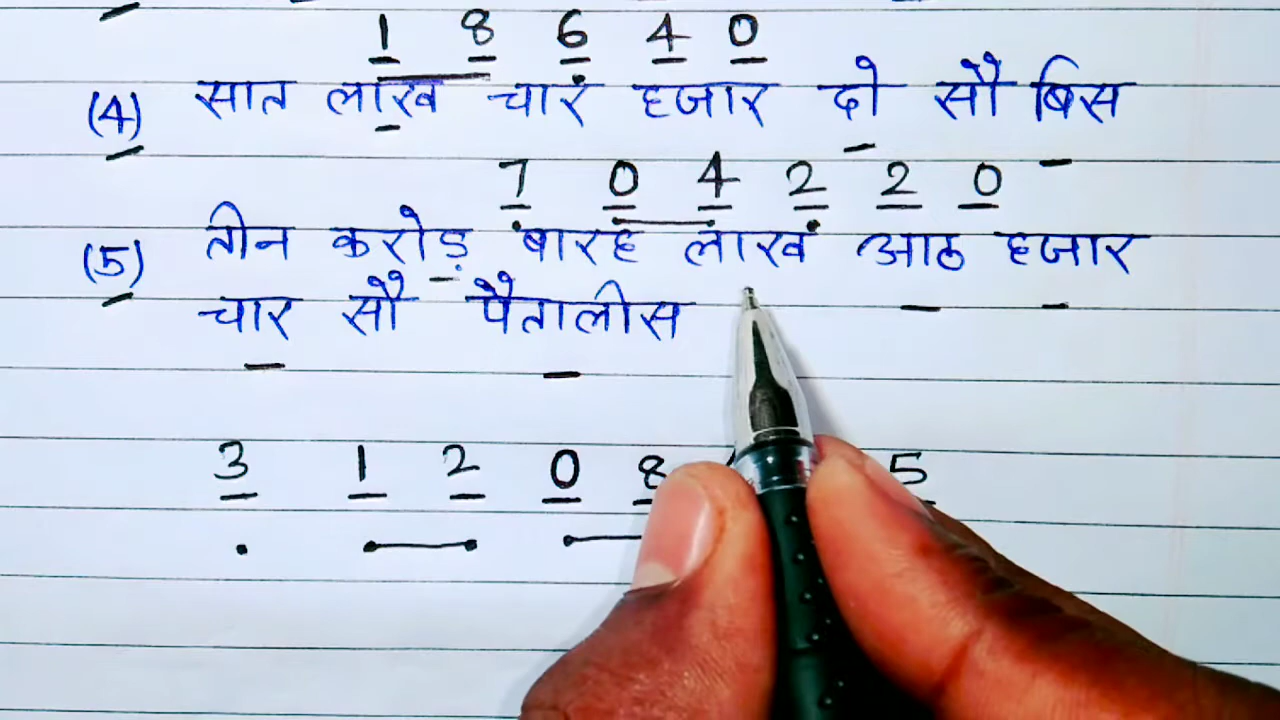 1 8 6 4 0
(4) सात लाख चार हजार दो सौ बिस
7 0 4 2 2 0
(5) तीन करोड़ बारह लाख आठ हजार
चार सौ पैतालीस
3 1 2 0 8 5